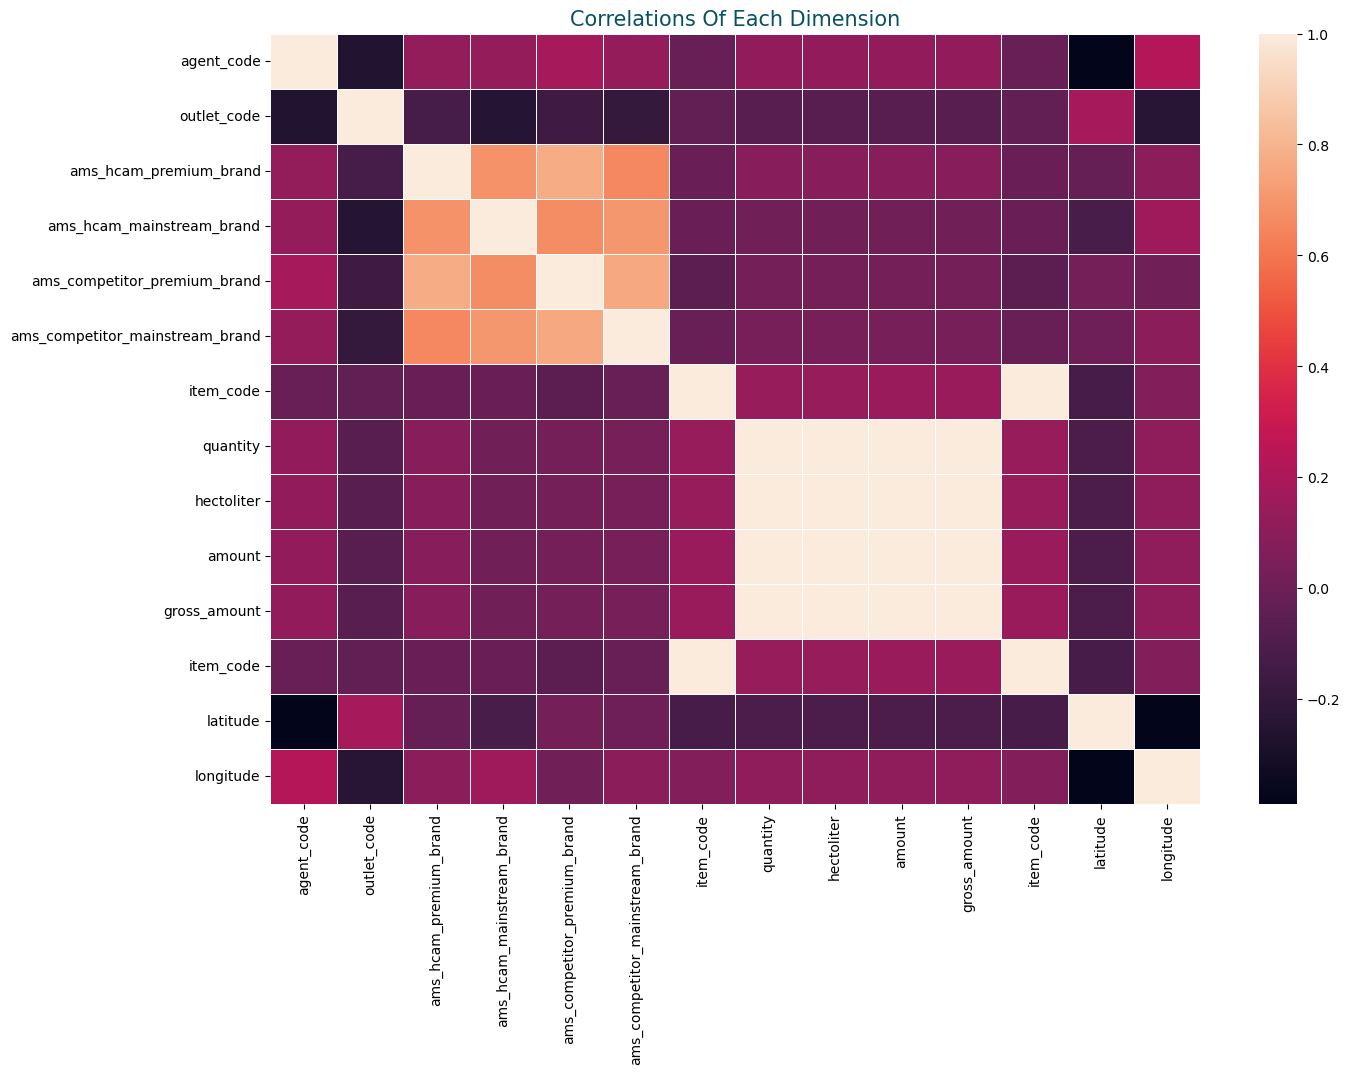 Correlations Of Each Dimension
agent_code
outlet_code
ams_hcam_premium_brand
ams_hcam_mainstream_brand
ams_competitor_premium_brand
ams_competitor_mainstream_brand
item_code
quantity
hectoliter
amount
gross_amount
item_code
latitude
longitude
agent_code
outlet_code
ams_hcam_premium_brand
ams_hcam_mainstream_brand
ams_competitor_premium_brand
ams_competitor_mainstream_brand
item_code
quantity
hectoliter
amount
gross_amount
item_code
latitude
longitude
1.0
0.8
0.6
0.4
0.2
0.0
−0.2